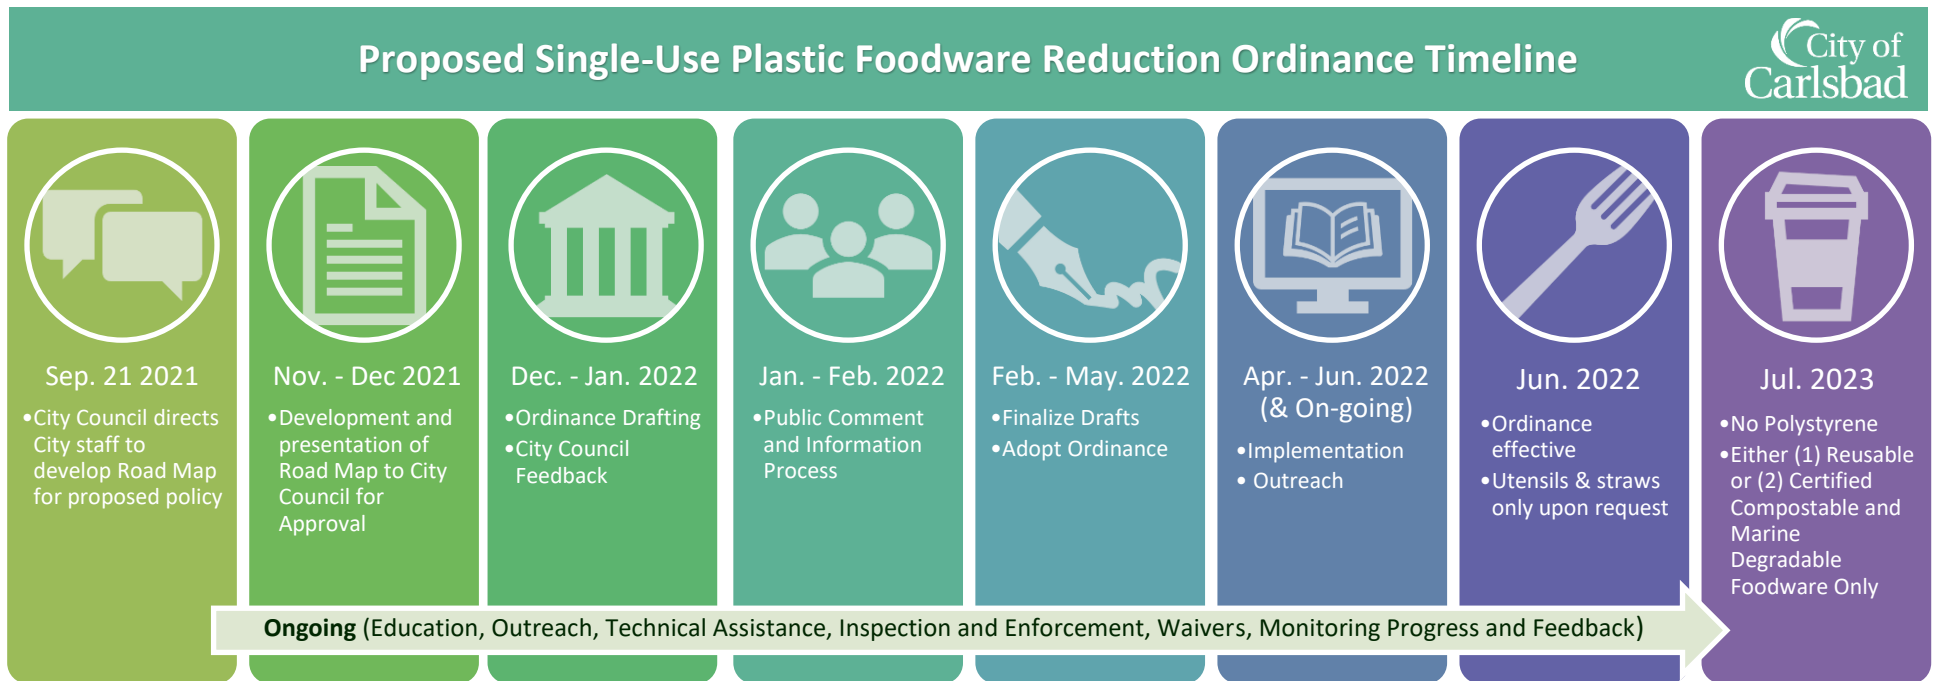 Proposed Single-Use Plastic Foodware Reduction Ordinance Timeline
City of
Carlsbad
Sep. 21 2021
•City Council directs
City staff to
develop Road Map
for proposed policy
Nov. - Dec 2021
•Development and
presentation of
Road Map to City
Council for
Approval
Dec. - Jan. 2022
•Ordinance Drafting
•City Council
Feedback
Jan. - Feb. 2022
•Public Comment
and Information
Process
Feb. - May. 2022
•Finalize Drafts
•Adopt Ordinance
Apr. - Jun. 2022
(& On-going)
•Implementation
• Outreach
Jun. 2022
•Ordinance
effective
•Utensils & straws
only upon request
Jul. 2023
•No Polystyrene
•Either (1) Reusable
or (2) Certified
Compostable and
Marine
Degradable
Foodware Only
Ongoing (Education, Outreach, Technical Assistance, Inspection and Enforcement, Waivers, Monitoring Progress and Feedback)